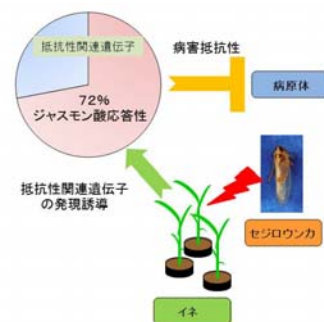 抵抗性関連遺伝子
72%
ジャスモン酸応答性
病害抵抗性
病原体
抵抗性関連遺伝子
の発現誘導
セジロウンカ
イネ